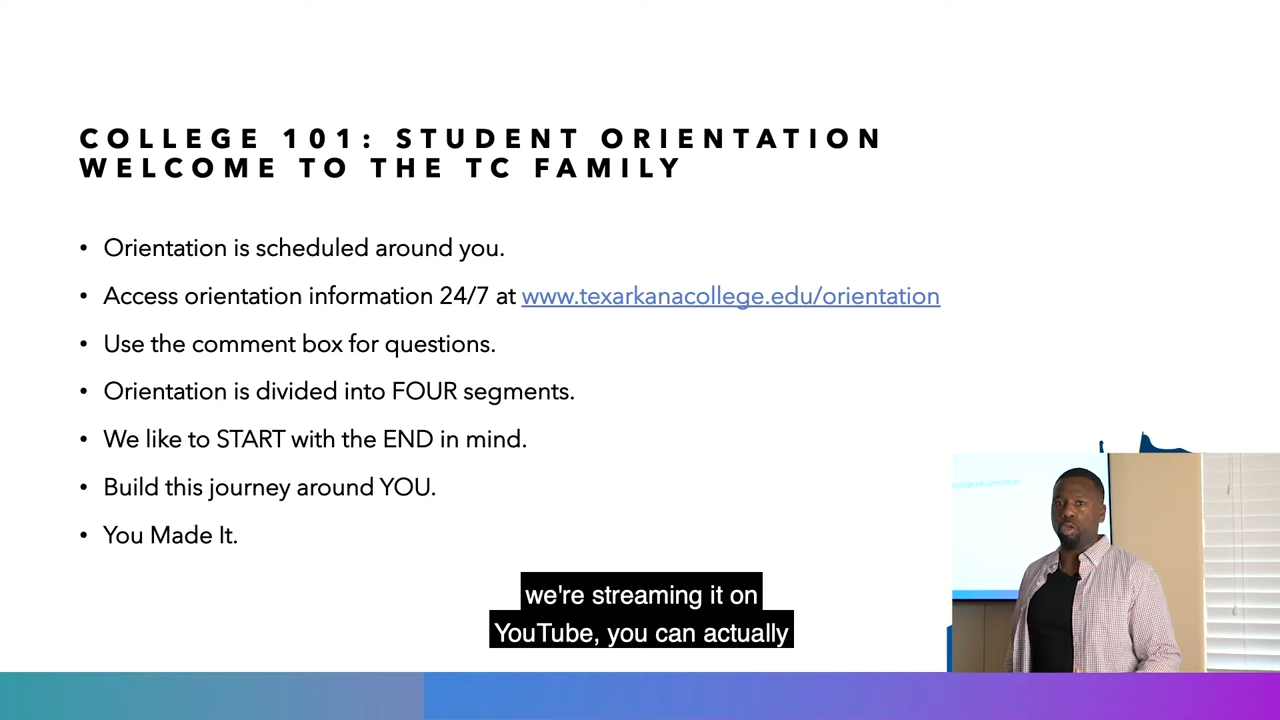 COLLEGE 101: STUDENT ORIENTATION
WELCOME TO THE TC FAMILY
• Orientation is scheduled around you.
• Access orientation information 24/7 at www.texarkanacollege.edu/orientation
• Use the comment box for questions.
• Orientation is divided into FOUR segments.
• We like to START with the END in mind.
• Build this journey around YOU.
• You Made It.
we're streaming it on
YouTube, you can actually